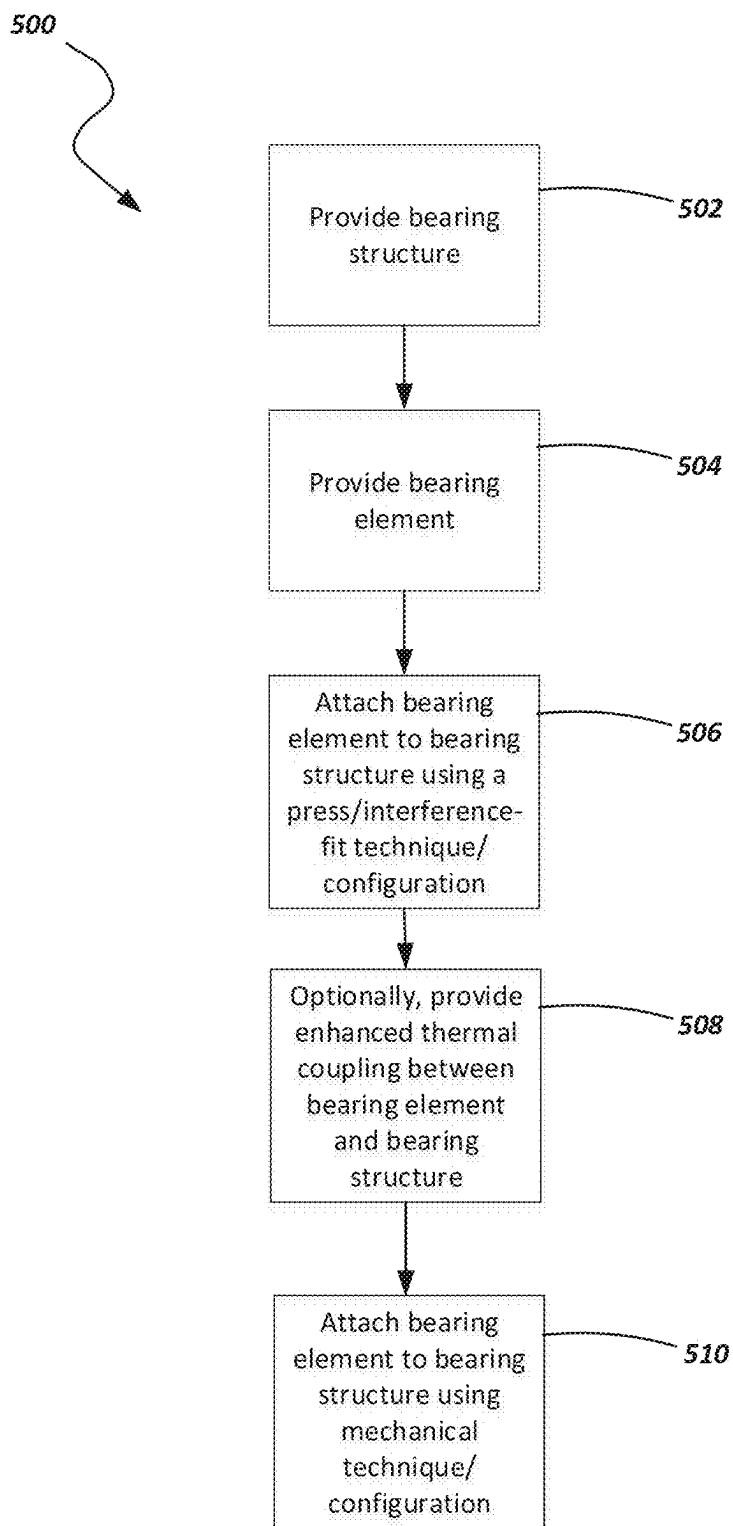 500
Provide bearing
structure
502
Provide bearing
element
504
Attach bearing
element to bearing
structure using a
press/interference-
fit technique/
configuration
506
Optionally, provide
enhanced thermal
coupling between
bearing element
and bearing
structure
508
Attach bearing
element to bearing
structure using
mechanical
technique/
configuration
510